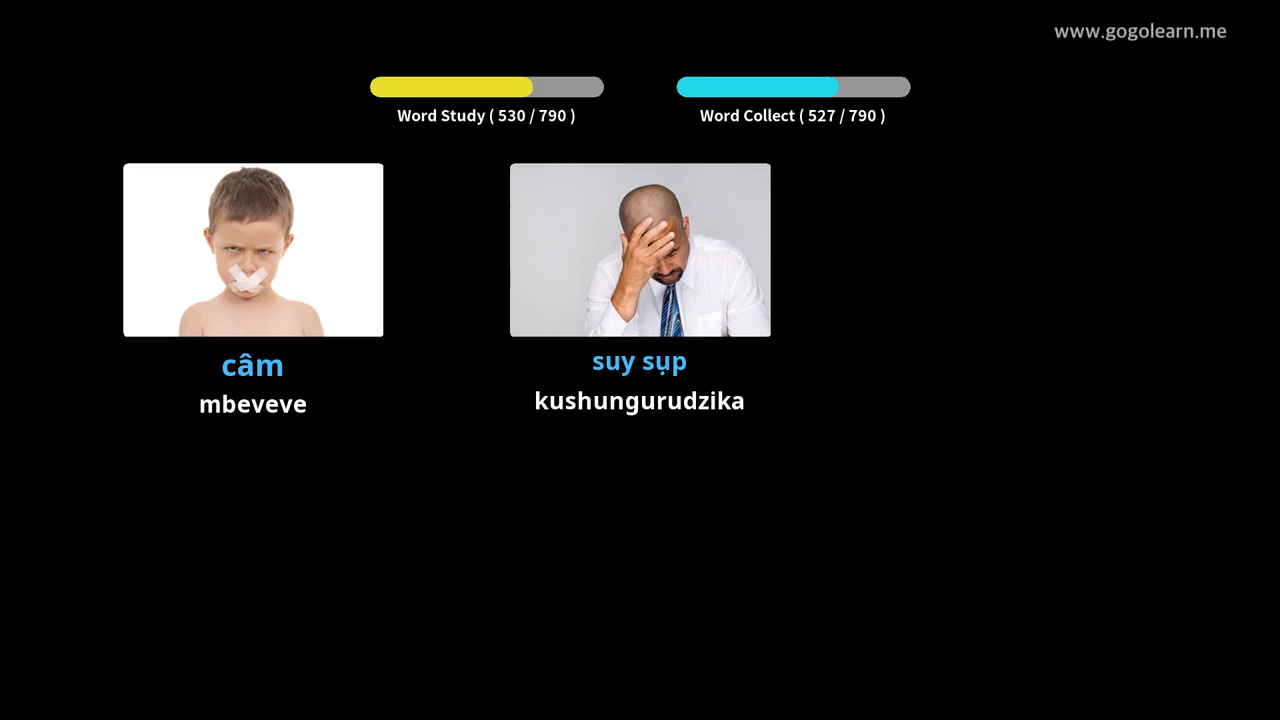 www.gogolearn.me
Word Study ( 530 / 790 )
Word Collect ( 527 / 790 )
câm
mbeveve
suy sụp
kushungurudzika